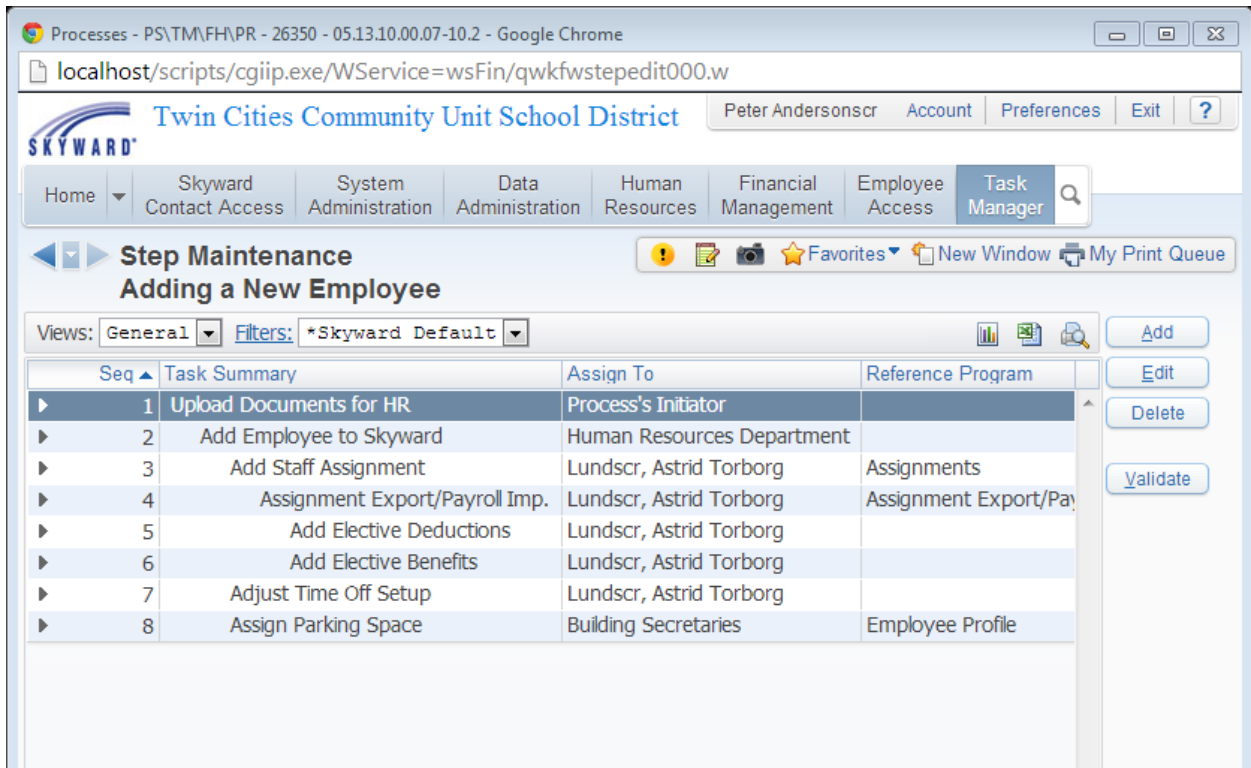 Processes - PS\TM\FH\PR - 26350 - 05.13.10.00.07-10.2 - Google Chrome
localhost/scripts/cgiip.exe/WService=wsFin/qwkfwstepedit000.w
SKYWARD
Twin Cities Community Unit School District
Peter Andersonscr Account Preferences Exit ?
Home Skyward Contact Access System Administration Data Administration Human Resources Financial Management Employee Access Task Manager
Step Maintenance
Favorites New Window My Print Queue
Adding a New Employee
Views: General Filters: *Skyward Default
Add
Seq Task Summary Assign To Reference Program
Edit
1 Upload Documents for HR Process's Initiator
Delete
2 Add Employee to Skyward Human Resources Department
3 Add Staff Assignment Lundscr, Astrid Torborg Assignments
Validate
4 Assignment Export/Payroll Imp. Lundscr, Astrid Torborg Assignment Export/Pay
5 Add Elective Deductions Lundscr, Astrid Torborg
6 Add Elective Benefits Lundscr, Astrid Torborg
7 Adjust Time Off Setup Lundscr, Astrid Torborg
8 Assign Parking Space Building Secretaries Employee Profile